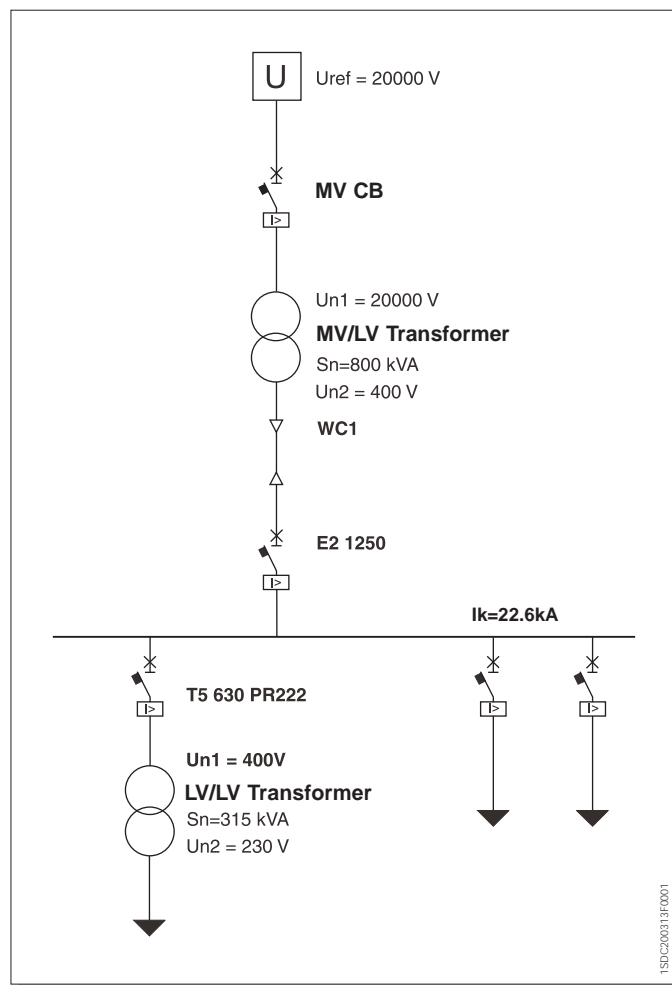 U
Uref = 20000 V
MV CB
I>
Un1 = 20000 V
MV/LV Transformer
Sn=800 kVA
Un2 = 400 V
WC1
E2 1250
I>
Ik=22.6kA
T5 630 PR222
I>
I>
I>
Un1 = 400V
LV/LV Transformer
Sn=315 kVA
Un2 = 230 V
1SDC200313F0001